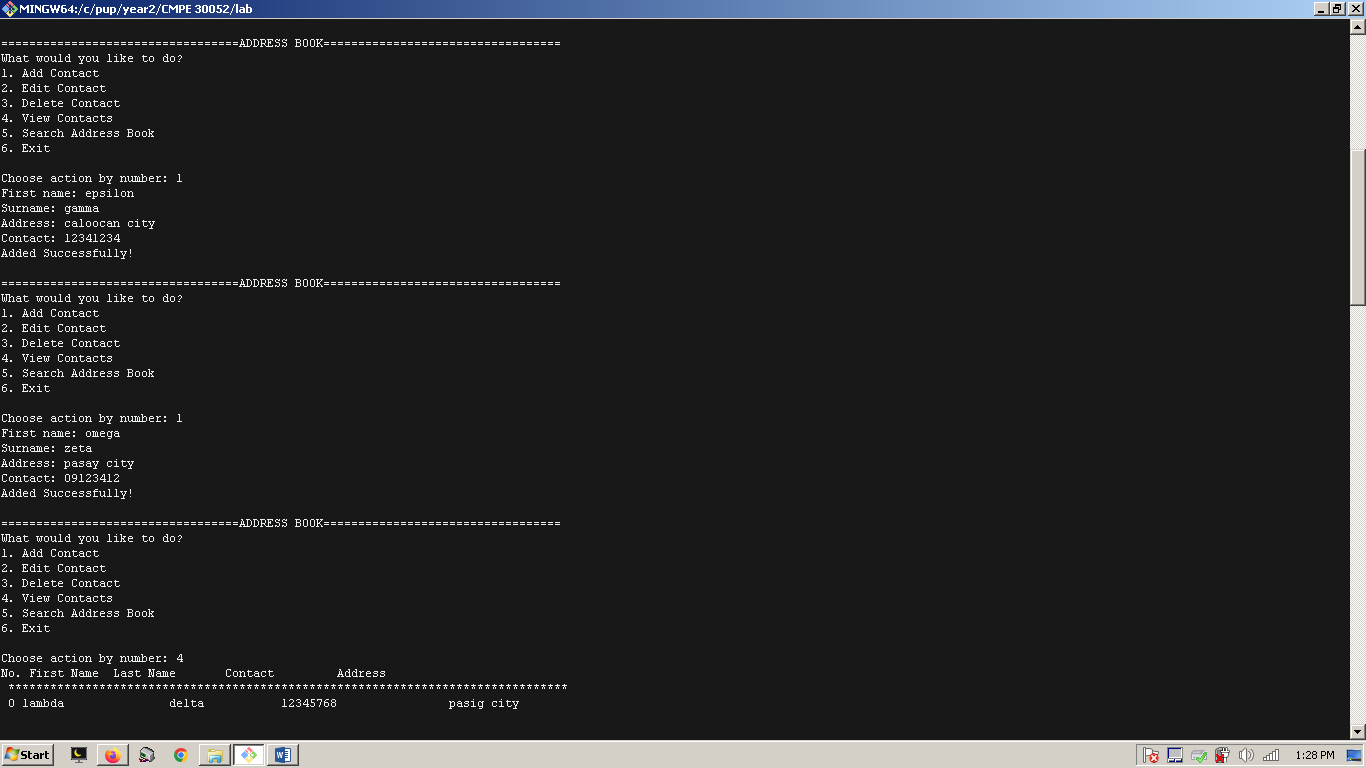 MINGW64:/c/pup/year2/CMPE 30052/lab
==================================ADDRESS BOOK==================================
What would you like to do?
1. Add Contact
2. Edit Contact
3. Delete Contact
4. View Contacts
5. Search Address Book
6. Exit
Choose action by number: 1
First name: epsilon
Surname: gamma
Address: caloocan city
Contact: 12341234
Added Successfully!
==================================ADDRESS BOOK==================================
What would you like to do?
1. Add Contact
2. Edit Contact
3. Delete Contact
4. View Contacts
5. Search Address Book
6. Exit
Choose action by number: 1
First name: omega
Surname: zeta
Address: pasay city
Contact: 09123412
Added Successfully!
==================================ADDRESS BOOK==================================
What would you like to do?
1. Add Contact
2. Edit Contact
3. Delete Contact
4. View Contacts
5. Search Address Book
6. Exit
Choose action by number: 4
No. First Name  Last Name       Contact         Address
********************************************************************************
0 lambda               delta           12345768                pasig city
Start 1:28 PM